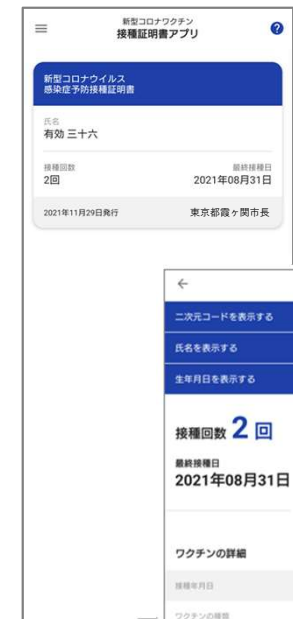 新型コロナワクチン
接種証明書アプリ
新型コロナウイルス
感染症予防接種証明書
氏名
有効 三十六
接種回数
最終接種日
2回
2021年08月31日
2021年11月29日発行
東京都霞ヶ関市長
二次元コードを表示する
氏名を表示する
生年月日を表示する
接種回数 2 回
最終接種日
2021年08月31日
ワクチンの詳細
接種年月日
ワクチンの種類